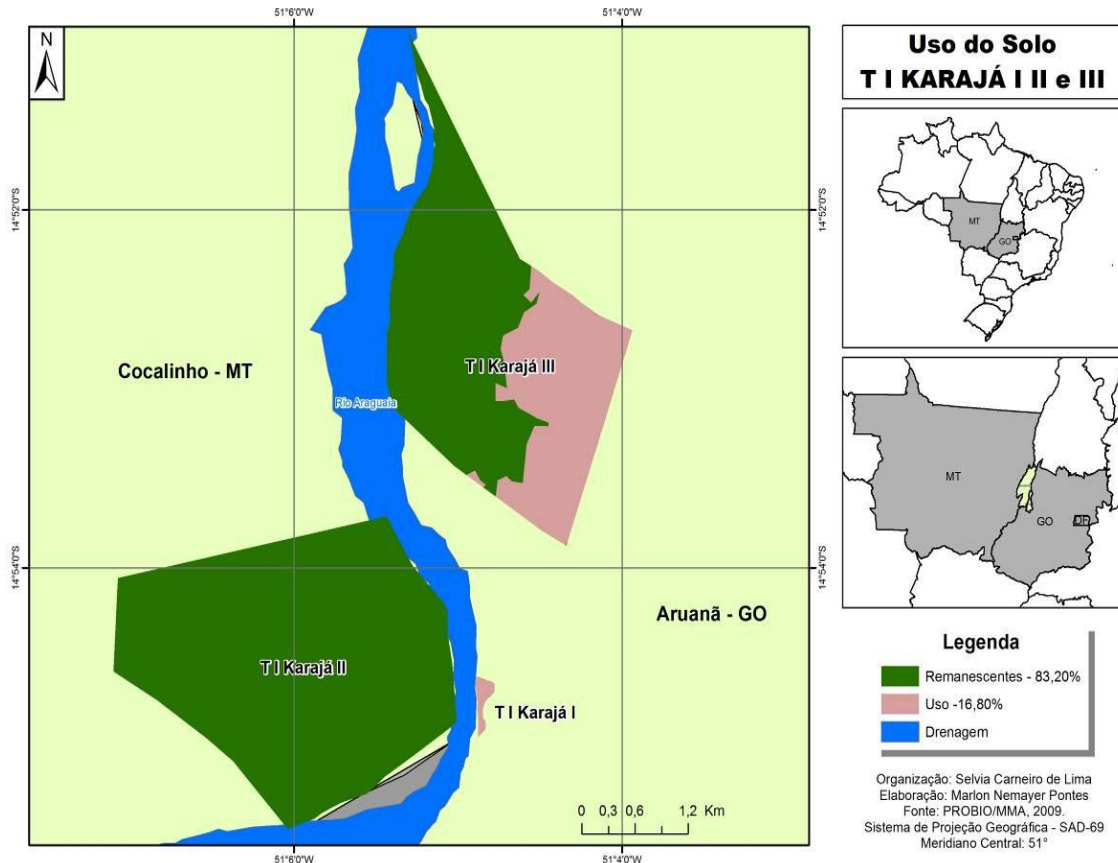 Uso do Solo
T I KARAJÁ I II e III
N
51°6'0"W
51°4'0"W
14°52'0"S
14°52'0"S
14°54'0"S
14°54'0"S
51°6'0"W
51°4'0"W
Cocalinho - MT
Rio Araguaia
T I Karajá III
T I Karajá II
T I Karajá I
Aruanã - GO
0 0,3 0,6 1,2 Km
MT
GO
MT
GO
DF
Legenda
Remanescentes - 83,20%
Uso -16,80%
Drenagem
Organização: Selvia Carneiro de Lima
Elaboração: Marlon Nemayer Pontes
Fonte: PROBIO/MMA, 2009.
Sistema de Projeção Geográfica - SAD-69
Meridiano Central: 51°